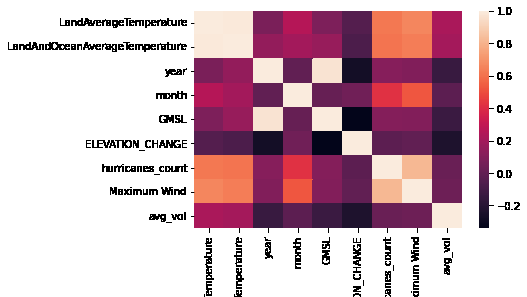 LandAverageTemperature
LandAndOceanAverageTemperature
year
month
GMSL
ELEVATION_CHANGE
hurricanes_count
Maximum Wind
avg_vol
1.0
0.8
0.6
0.4
0.2
0.0
−0.2
Temperature
Temperature
year
month
GMSL
ON_CHANGE
canes_count
ximum Wind
avg_vol